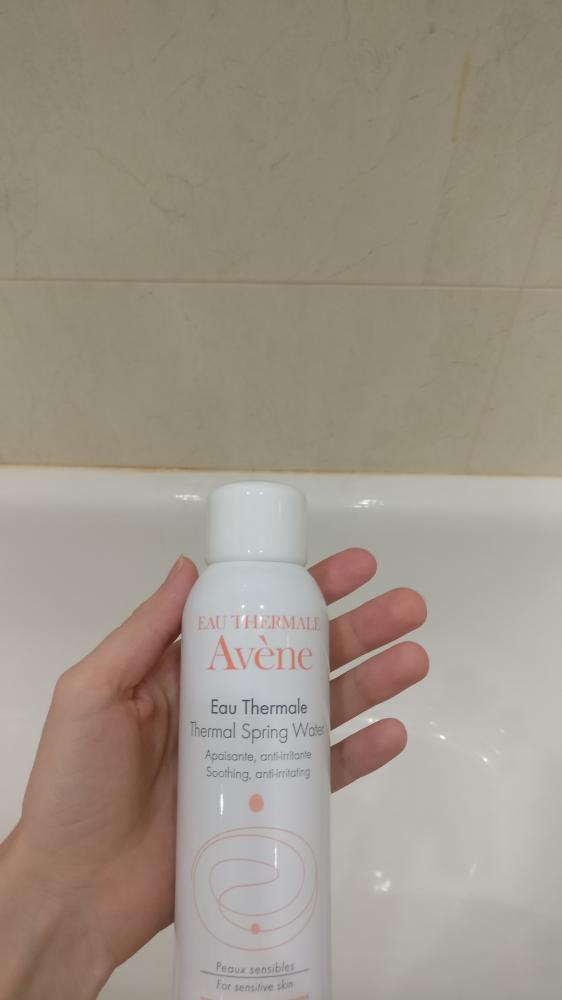 EAU THERMALE
Avène
Eau Thermale
Thermal Spring Water
Apaisante, anti-irritante
Soothing, anti-irritating
Peaux sensibles
For sensitive skin